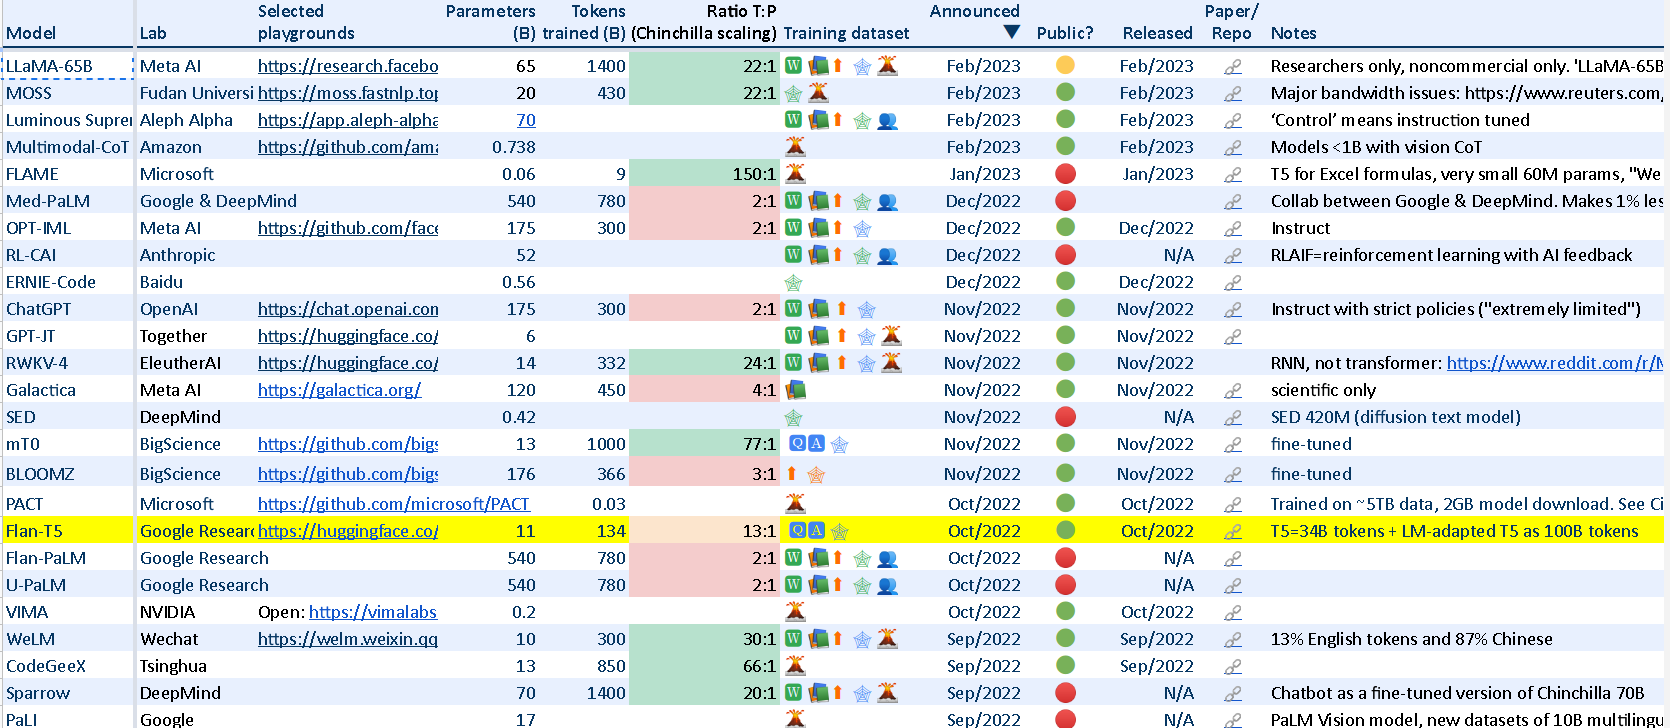 Model Lab Selected playgrounds Parameters (B) Tokens trained (B) Ratio T:P (Chinchilla scaling) Training dataset Announced ▼ Public? Released Paper/ Repo Notes
LLaMA-65B Meta AI https://research.facebo 65 1400 22:1 Feb/2023 Feb/2023 Researchers only, noncommercial only. 'LLaMA-65B
MOSS Fudan Universi https://moss.fastnlp.top 20 430 22:1 Feb/2023 Feb/2023 Major bandwidth issues: https://www.reuters.com,
Luminous Suprer Aleph Alpha https://app.aleph-alpha 70 Feb/2023 Feb/2023 ‘Control’ means instruction tuned
Multimodal-CoT Amazon https://github.com/ama 0.738 Feb/2023 Feb/2023 Models <1B with vision CoT
FLAME Microsoft 0.06 9 150:1 Jan/2023 Jan/2023 T5 for Excel formulas, very small 60M params, "We
Med-PaLM Google & DeepMind 540 780 2:1 Dec/2022 Collab between Google & DeepMind. Makes 1% les
OPT-IML Meta AI https://github.com/face 175 300 2:1 Dec/2022 Dec/2022 Instruct
RL-CAI Anthropic 52 Dec/2022 N/A RLAIF=reinforcement learning with AI feedback
ERNIE-Code Baidu 0.56 Dec/2022 Dec/2022
ChatGPT OpenAI https://chat.openai.con 175 300 2:1 Nov/2022 Nov/2022 Instruct with strict policies ("extremely limited")
GPT-JT Together https://huggingface.co/ 6 Nov/2022 Nov/2022
RWKV-4 EleutherAI https://huggingface.co/ 14 332 24:1 Nov/2022 Nov/2022 RNN, not transformer: https://www.reddit.com/r/M
Galactica Meta AI https://galactica.org/ 120 450 4:1 Nov/2022 Nov/2022 scientific only
SED DeepMind 0.42 Nov/2022 N/A SED 420M (diffusion text model)
mT0 BigScience https://github.com/bigs 13 1000 77:1 Q A Nov/2022 Nov/2022 fine-tuned
BLOOMZ BigScience https://github.com/bigs 176 366 3:1 Nov/2022 Nov/2022 fine-tuned
PACT Microsoft https://github.com/microsoft/PACT 0.03 Oct/2022 Oct/2022 Trained on ~5TB data, 2GB model download. See Ci
Flan-T5 Google Researc https://huggingface.co/ 11 134 13:1 Q A Oct/2022 Oct/2022 T5=34B tokens + LM-adapted T5 as 100B tokens
Flan-PaLM Google Research 540 780 2:1 Oct/2022 N/A
U-PaLM Google Research 540 780 2:1 Oct/2022 N/A
VIMA NVIDIA Open: https://vimalabs 0.2 Oct/2022 Oct/2022
WeLM Wechat https://welm.weixin.qq 10 300 30:1 Sep/2022 Sep/2022 13% English tokens and 87% Chinese
CodeGeeX Tsinghua 13 850 66:1 Sep/2022 Sep/2022
Sparrow DeepMind 70 1400 20:1 Sep/2022 N/A Chatbot as a fine-tuned version of Chinchilla 70B
PaLI Google 17 Sep/2022 N/A PaLM Vision model, new datasets of 10B multilingu